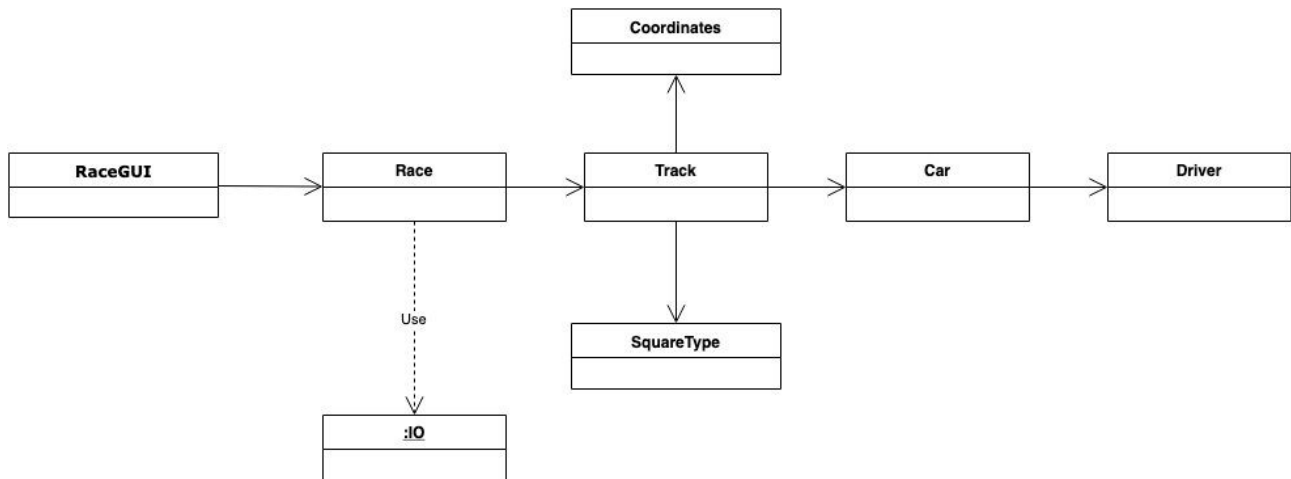 Coordinates
RaceGUI
Race
Track
Car
Driver
Use
SquareType
:IO